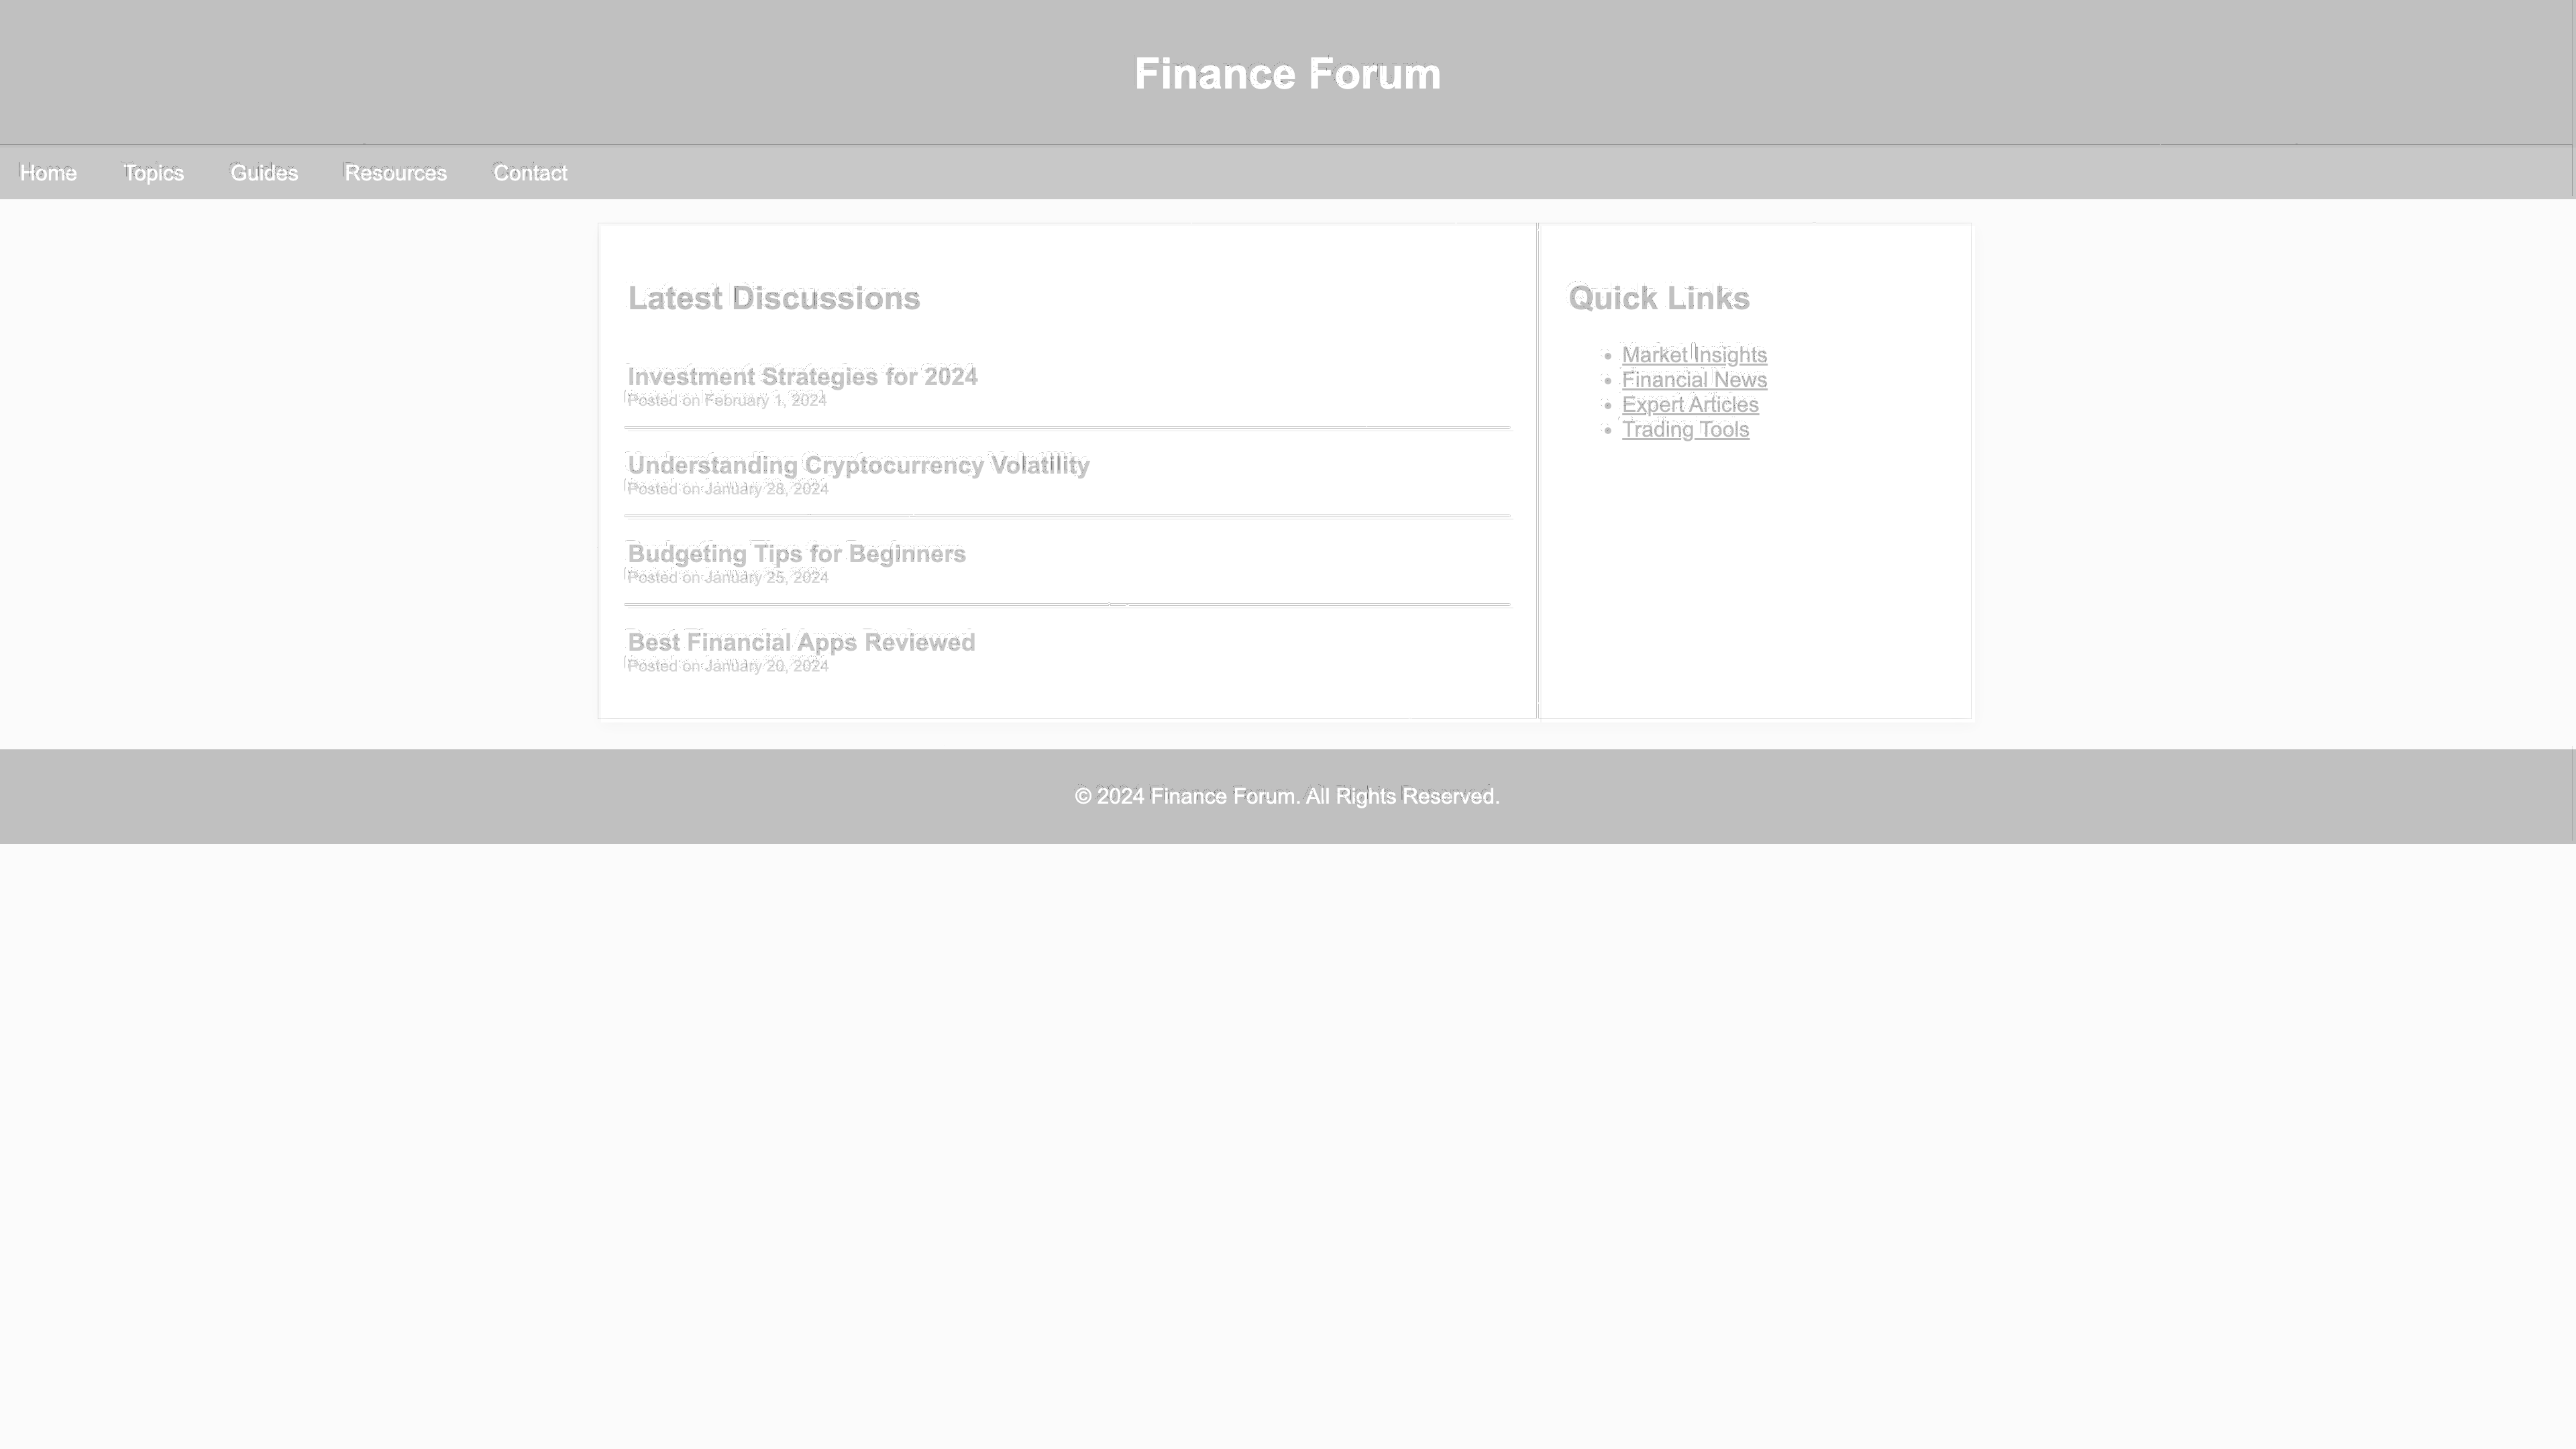 Finance Forum
Home Topics Guides Resources Contact
Latest Discussions
Investment Strategies for 2024
Posted on February 1, 2024
Understanding Cryptocurrency Volatility
Posted on January 28, 2024
Budgeting Tips for Beginners
Posted on January 25, 2024
Best Financial Apps Reviewed
Posted on January 20, 2024
Quick Links
Market Insights
Financial News
Expert Articles
Trading Tools
© 2024 Finance Forum. All Rights Reserved.